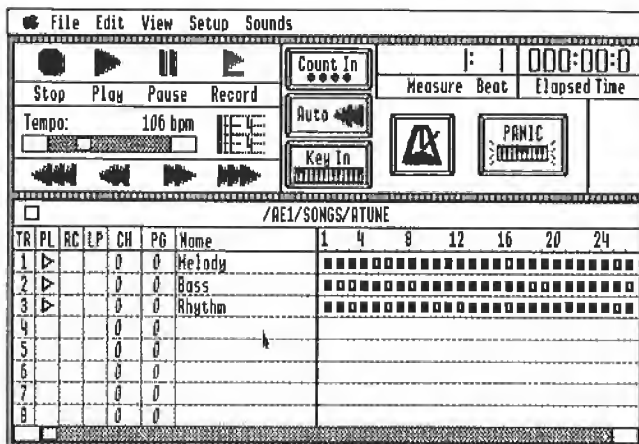 File Edit View Setup Sounds
Stop Play Pause Record
Tempo: 106 bpm
Count In
Auto
Key In
1: 1
Measure Beat
000:00:0
Elapsed Time
PANIC
/AE1/SONGS/ATUNE
TR PL RC LP CH PG Name 1 4 8 12 16 20 24
1 0 0 Melody
2 0 0 Bass
3 0 0 Rhythm
4 0 0
5 0 0
6 0 0
7 0 0
8 0 0